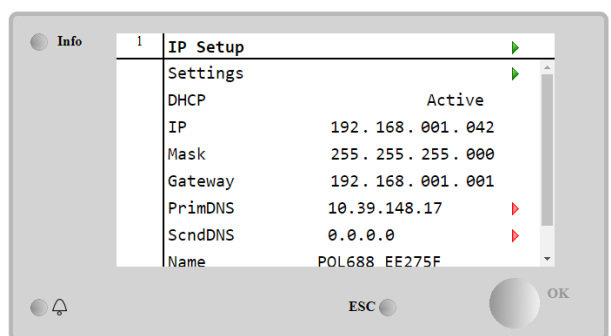 Info
1 IP Setup
Settings
DHCP Active
IP 192.168.001.042
Mask 255.255.255.000
Gateway 192.168.001.001
PrimDNS 10.39.148.17
ScndDNS 0.0.0.0
Name POL688_EE275F
ESC
OK